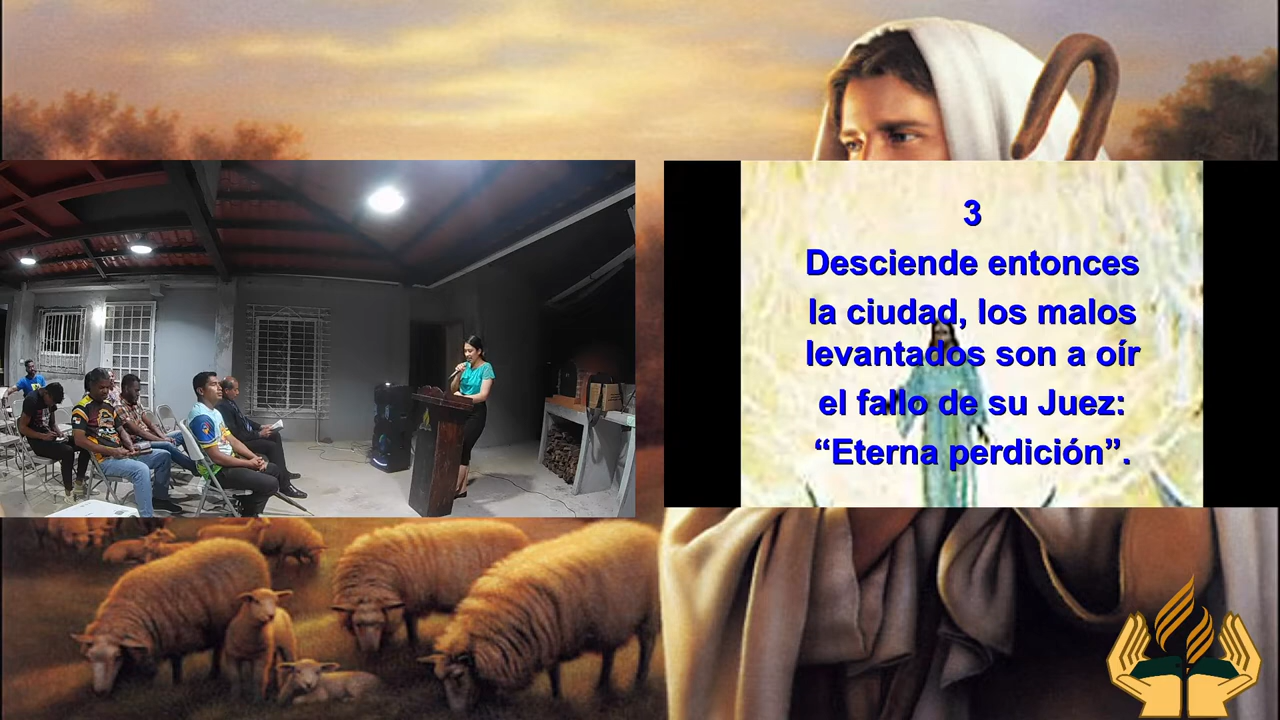 3
Desciende entonces
la ciudad, los malos
levantados son a oír
el fallo de su Juez:
“Eterna perdición”.